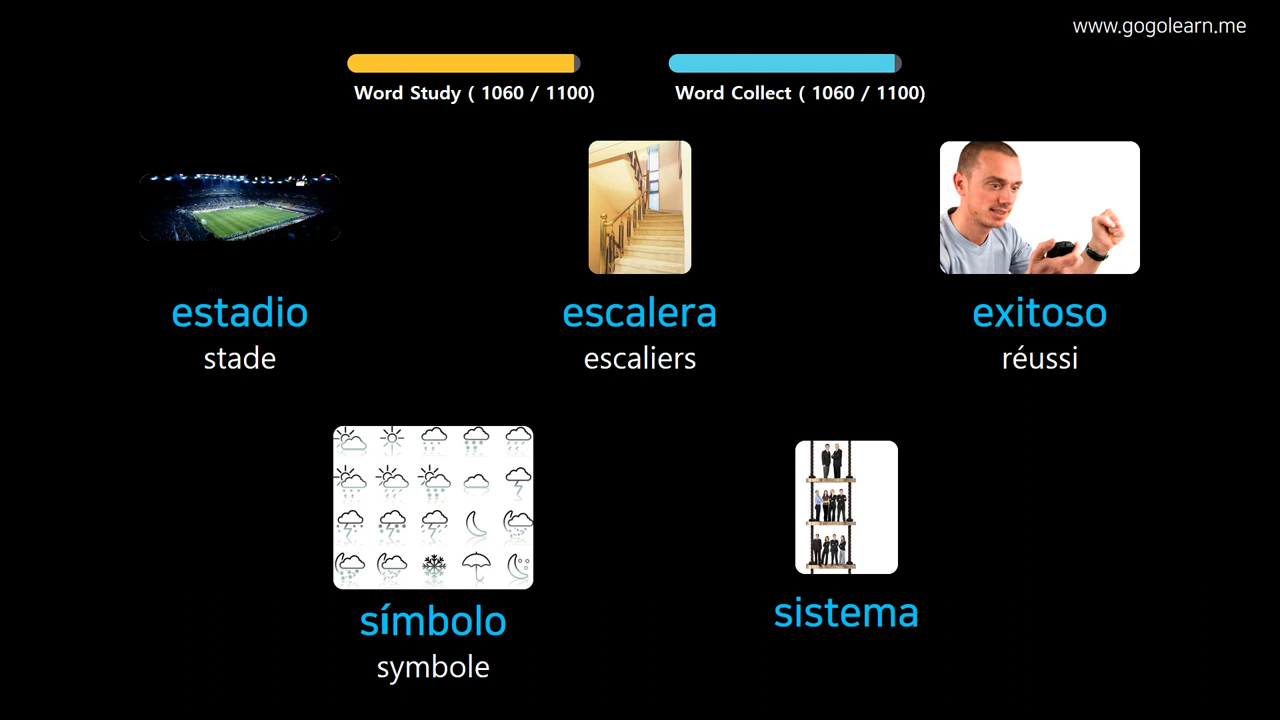 www.gogolearn.me
Word Study ( 1060 / 1100)
Word Collect ( 1060 / 1100)
estadio
stade
escalera
escaliers
exitoso
réussi
símbolo
symbole
sistema